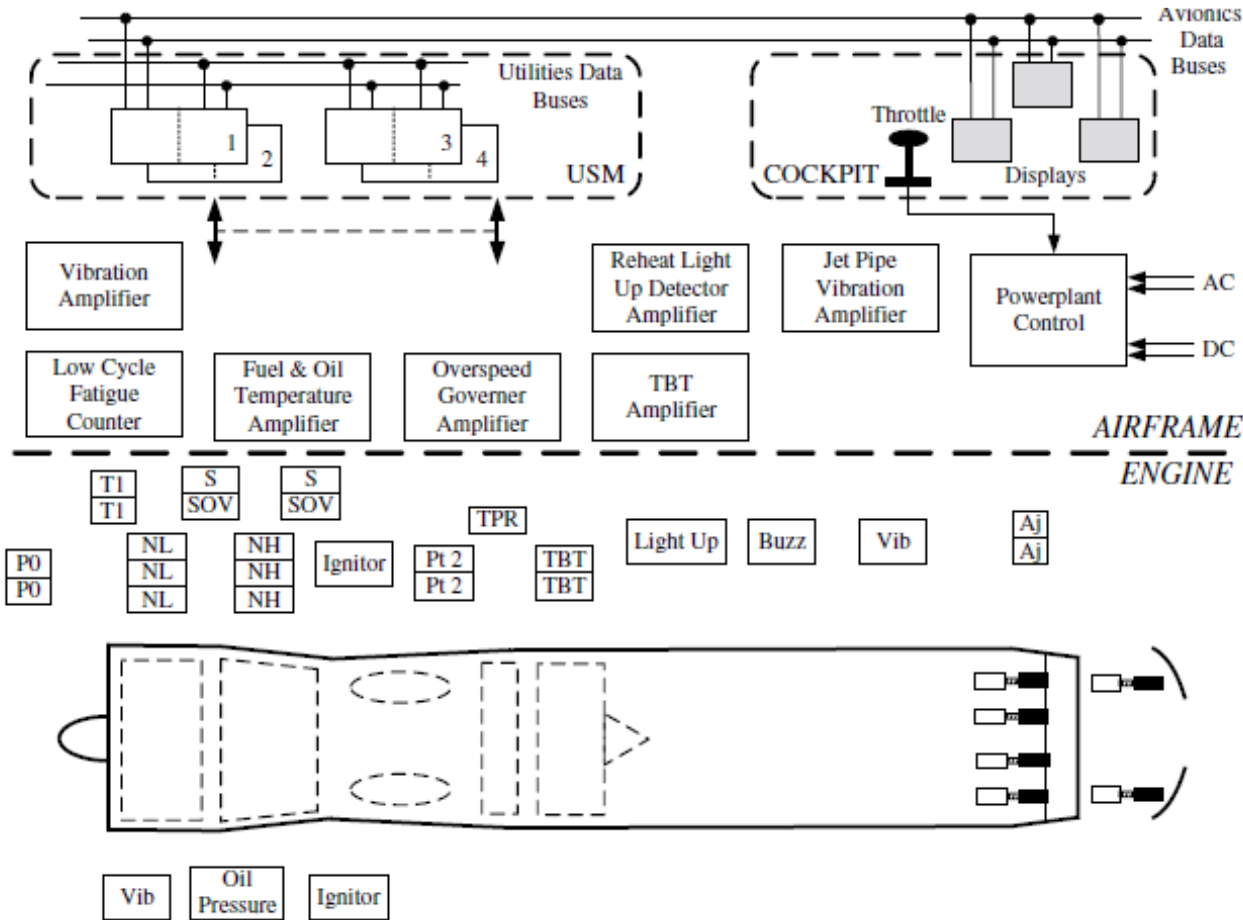 Avionics
Data
Buses
Utilities Data
Buses
1
2
3
4
USM
Throttle
COCKPIT
Displays
Vibration
Amplifier
Reheat Light
Up Detector
Amplifier
Jet Pipe
Vibration
Amplifier
Powerplant
Control
AC
DC
Low Cycle
Fatigue
Counter
Fuel & Oil
Temperature
Amplifier
Overspeed
Governer
Amplifier
TBT
Amplifier
AIRFRAME
ENGINE
T1
T1
S
SOV
S
SOV
TPR
P0
P0
NL
NL
NL
NH
NH
NH
Ignitor
Pt 2
Pt 2
TBT
TBT
Light Up
Buzz
Vib
Aj
Aj
Vib
Oil
Pressure
Ignitor